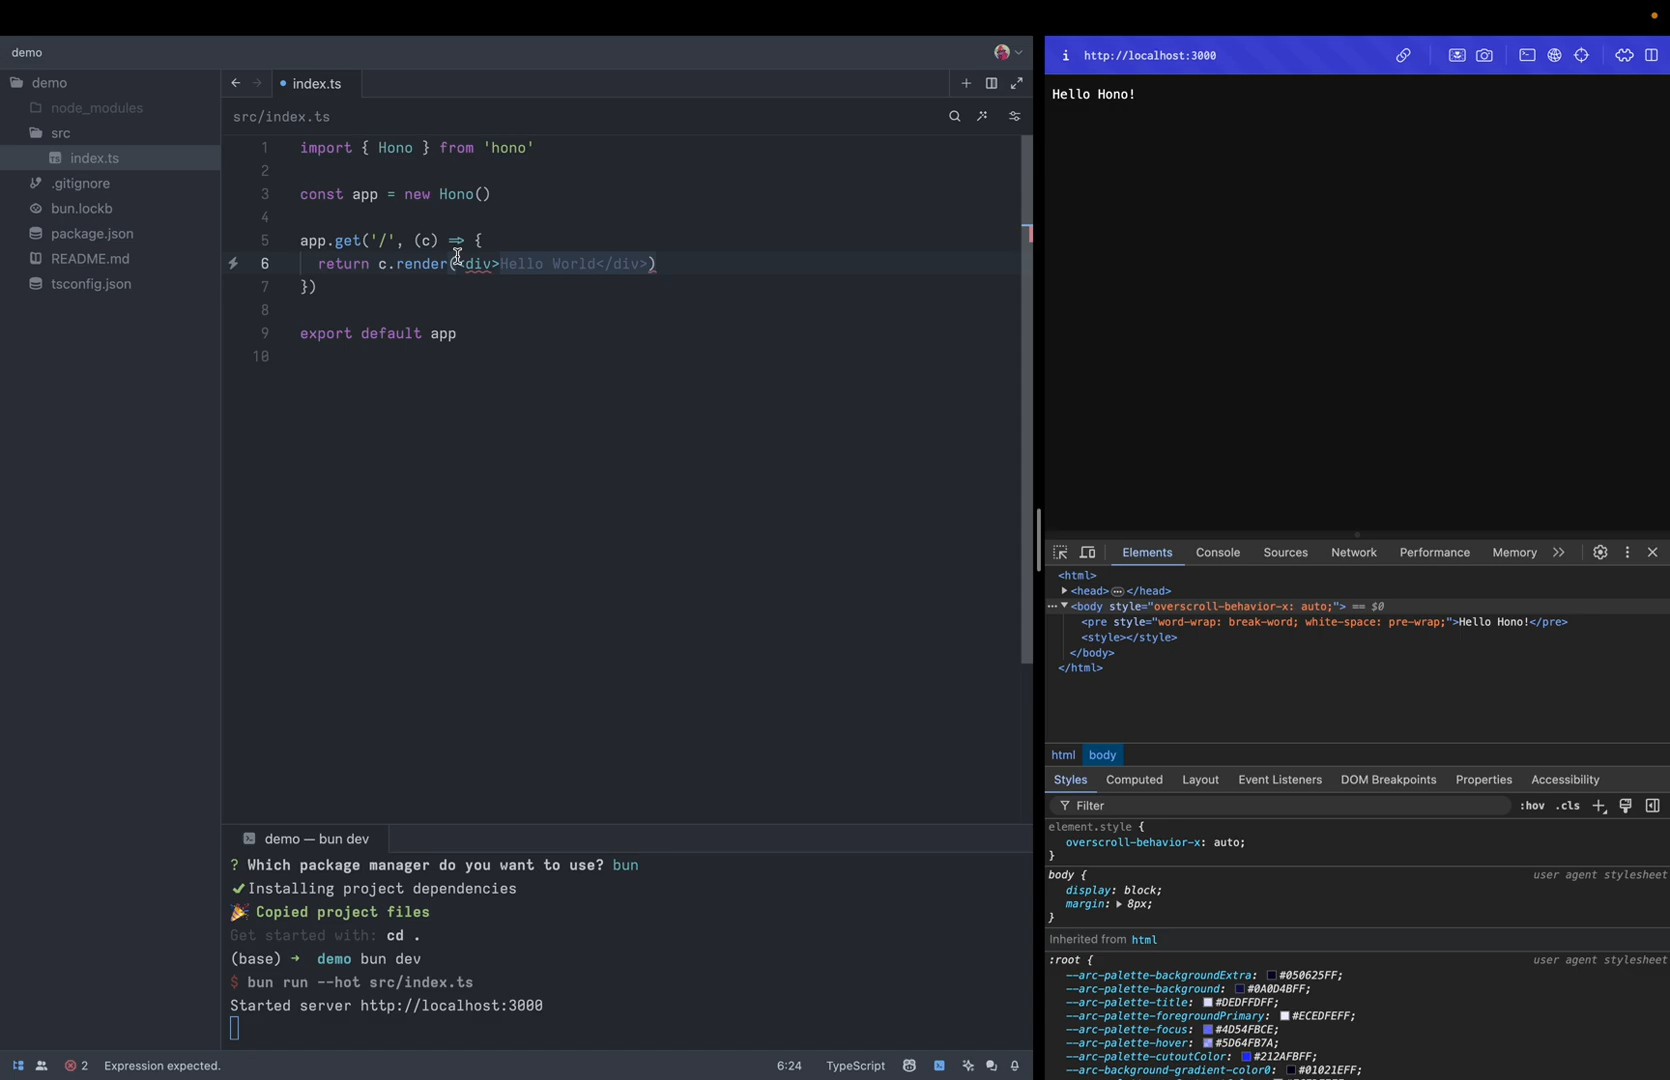 demo
demo
node_modules
src
index.ts
.gitignore
bun.lockb
package.json
README.md
tsconfig.json
index.ts
src/index.ts
1 import { Hono } from 'hono'
2
3 const app = new Hono()
4
5 app.get('/', (c) => {
6 return c.render(<div>Hello World</div>)
7 })
8
9 export default app
10
demo — bun dev
? Which package manager do you want to use? bun
✔Installing project dependencies
🎉 Copied project files
Get started with: cd .
(base) → demo bun dev
$ bun run --hot src/index.ts
Started server http://localhost:3000
2 Expression expected. 6:24 TypeScript
http://localhost:3000
Hello Hono!
Elements Console Sources Network Performance Memory
<html>
<head>…</head>
<body style="overscroll-behavior-x: auto;"> == $0
<pre style="word-wrap: break-word; white-space: pre-wrap;">Hello Hono!</pre>
<style></style>
</body>
</html>
html body
Styles Computed Layout Event Listeners DOM Breakpoints Properties Accessibility
Filter :hov .cls
element.style {
overscroll-behavior-x: auto;
}
body { user agent stylesheet
display: block;
margin: 8px;
}
Inherited from html
:root { user agent stylesheet
--arc-palette-backgroundExtra: #050625FF;
--arc-palette-background: #0A0D4BFF;
--arc-palette-title: #DEDFFDFF;
--arc-palette-foregroundPrimary: #ECEDFEFF;
--arc-palette-focus: #4D54FBCE;
--arc-palette-hover: #5D64FB7A;
--arc-palette-cutoutColor: #212AFBFF;
--arc-background-gradient-color0: #01021EFF;